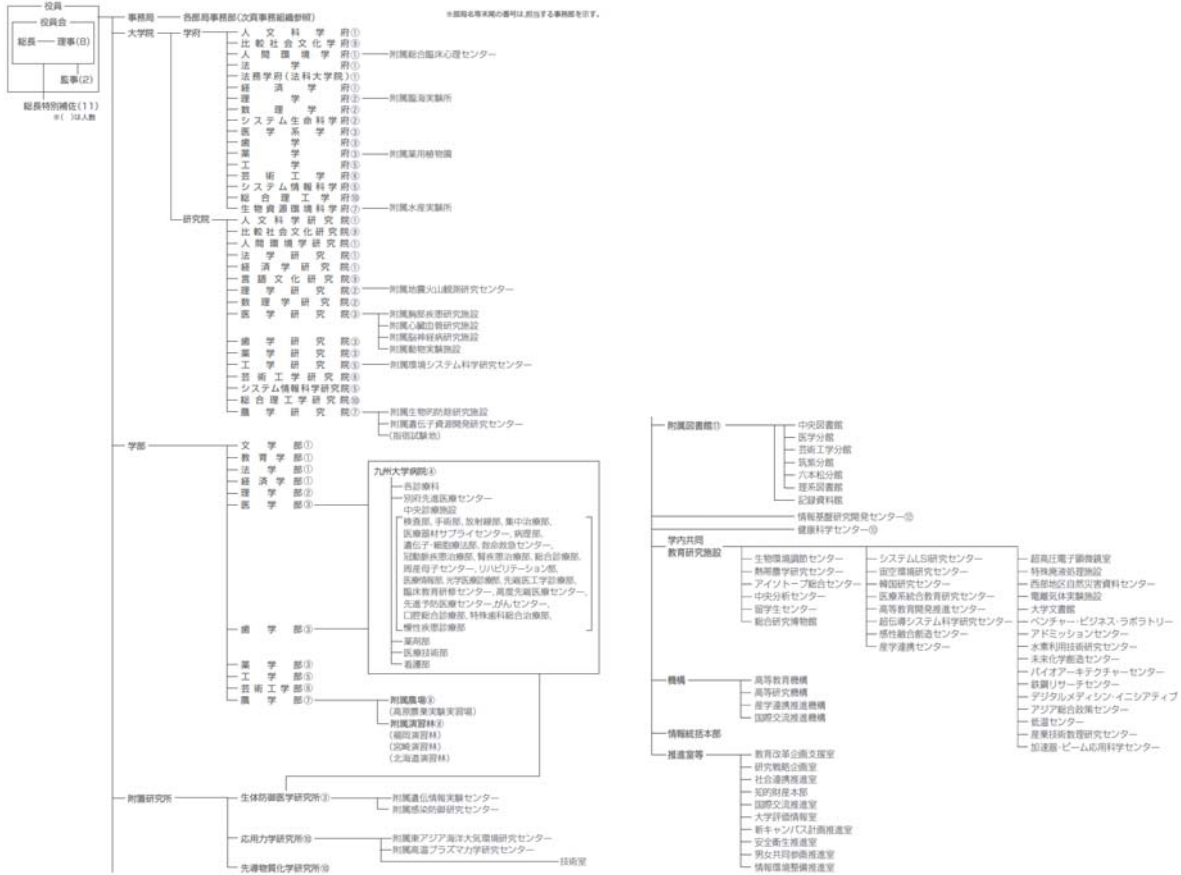 役員
役員会
総長 理事(8)
監事(2)
総長特別補佐(11)
※( )は人数
※部局名等末尾の番号は、担当する事務部を示す。
事務局 各部局事務部(次頁事務組織参照)
大学院 学府
人文科学府①
比較社会文化学府⑨
人間環境学府① 附属総合臨床心理センター
法学府①
法務学府(法科大学院)①
経済学府①
理学府② 附属臨海実験所
数理学府②
システム生命科学府②
医学系学府③
歯学府③
薬学府③ 附属薬用植物園
工学府⑤
芸術工学府⑥
システム情報科学府⑤
総合理工学府⑩
生物資源環境科学府⑦ 附属水産実験所
研究院
人文科学研究院①
比較社会文化研究院⑨
人間環境学研究院①
法学研究院①
経済学研究院①
言語文化研究院⑨
理学研究院② 附属地震火山観測研究センター
数理学研究院②
医学研究院③ 附属胸部疾患研究施設
附属心臓血管研究施設
附属脳神経病研究施設
附属動物実験施設
歯学研究院③
薬学研究院③
工学研究院⑤ 附属環境システム科学研究センター
芸術工学研究院⑥
システム情報科学研究院⑤
総合理工学研究院⑩
農学研究院⑦ 附属生物的防除研究施設
附属遺伝子資源開発研究センター
(指宿試験地)
学部
文学部①
教育学部①
法学部①
経済学部①
理学部②
医学部③
歯学部③
薬学部③
工学部⑤
芸術工学部⑥
農学部⑦
九州大学病院④
各診療科
別府先進医療センター
中央診療施設
検査部、手術部、放射線部、集中治療部、
医療器材サプライセンター、病理部、
遺伝子・細胞療法部、救命救急センター、
冠動脈疾患治療部、腎疾患治療部、総合診療部、
周産母子センター、リハビリテーション部、
医療情報部、光学医療診療部、先端医工学診療部、
臨床教育研修センター、高度先端医療センター、
先進予防医療センター、がんセンター、
口腔総合診療部、特殊歯科総合治療部、
慢性疾患診療部
薬剤部
医療技術部
看護部
附属農場⑧
(高原農業実験実習場)
附属演習林⑧
(福岡演習林)
(宮崎演習林)
(北海道演習林)
附置研究所
生体防御医学研究所③ 附属遺伝情報実験センター
附属感染防御研究センター
応用力学研究所⑩ 附属東アジア海洋大気環境研究センター
附属高温プラズマ力学研究センター
技術室
先導物質化学研究所⑩
附属図書館⑪
中央図書館
医学分館
芸術工学分館
筑紫分館
六本松分館
理系図書館
記録資料館
情報基盤研究開発センター⑫
健康科学センター⑬
学内共同
教育研究施設
生物環境調節センター
熱帯農学研究センター
アイソトープ総合センター
中央分析センター
留学生センター
総合研究博物館
システムLSI研究センター
宙空環境研究センター
韓国研究センター
医療系統合教育研究センター
高等教育開発推進センター
超伝導システム科学研究センター
感性融合創造センター
産学連携センター
超高圧電子顕微鏡室
特殊廃液処理施設
西部地区自然災害資料センター
電離気体実験施設
大学文書館
ベンチャー・ビジネス・ラボラトリー
アドミッションセンター
水素利用技術研究センター
未来化学創造センター
バイオアーキテクチャーセンター
鉄鋼リサーチセンター
デジタルメディシン・イニシアティブ
アジア総合政策センター
低温センター
産業技術数理研究センター
加速器・ビーム応用科学センター
機構
高等教育機構
高等研究機構
産学連携推進機構
国際交流推進機構
情報統括本部
推進室等
教育改革企画支援室
研究戦略企画室
社会連携推進室
知的財産本部
国際交流推進室
大学評価情報室
新キャンパス計画推進室
安全衛生推進室
男女共同参画推進室
情報環境整備推進室